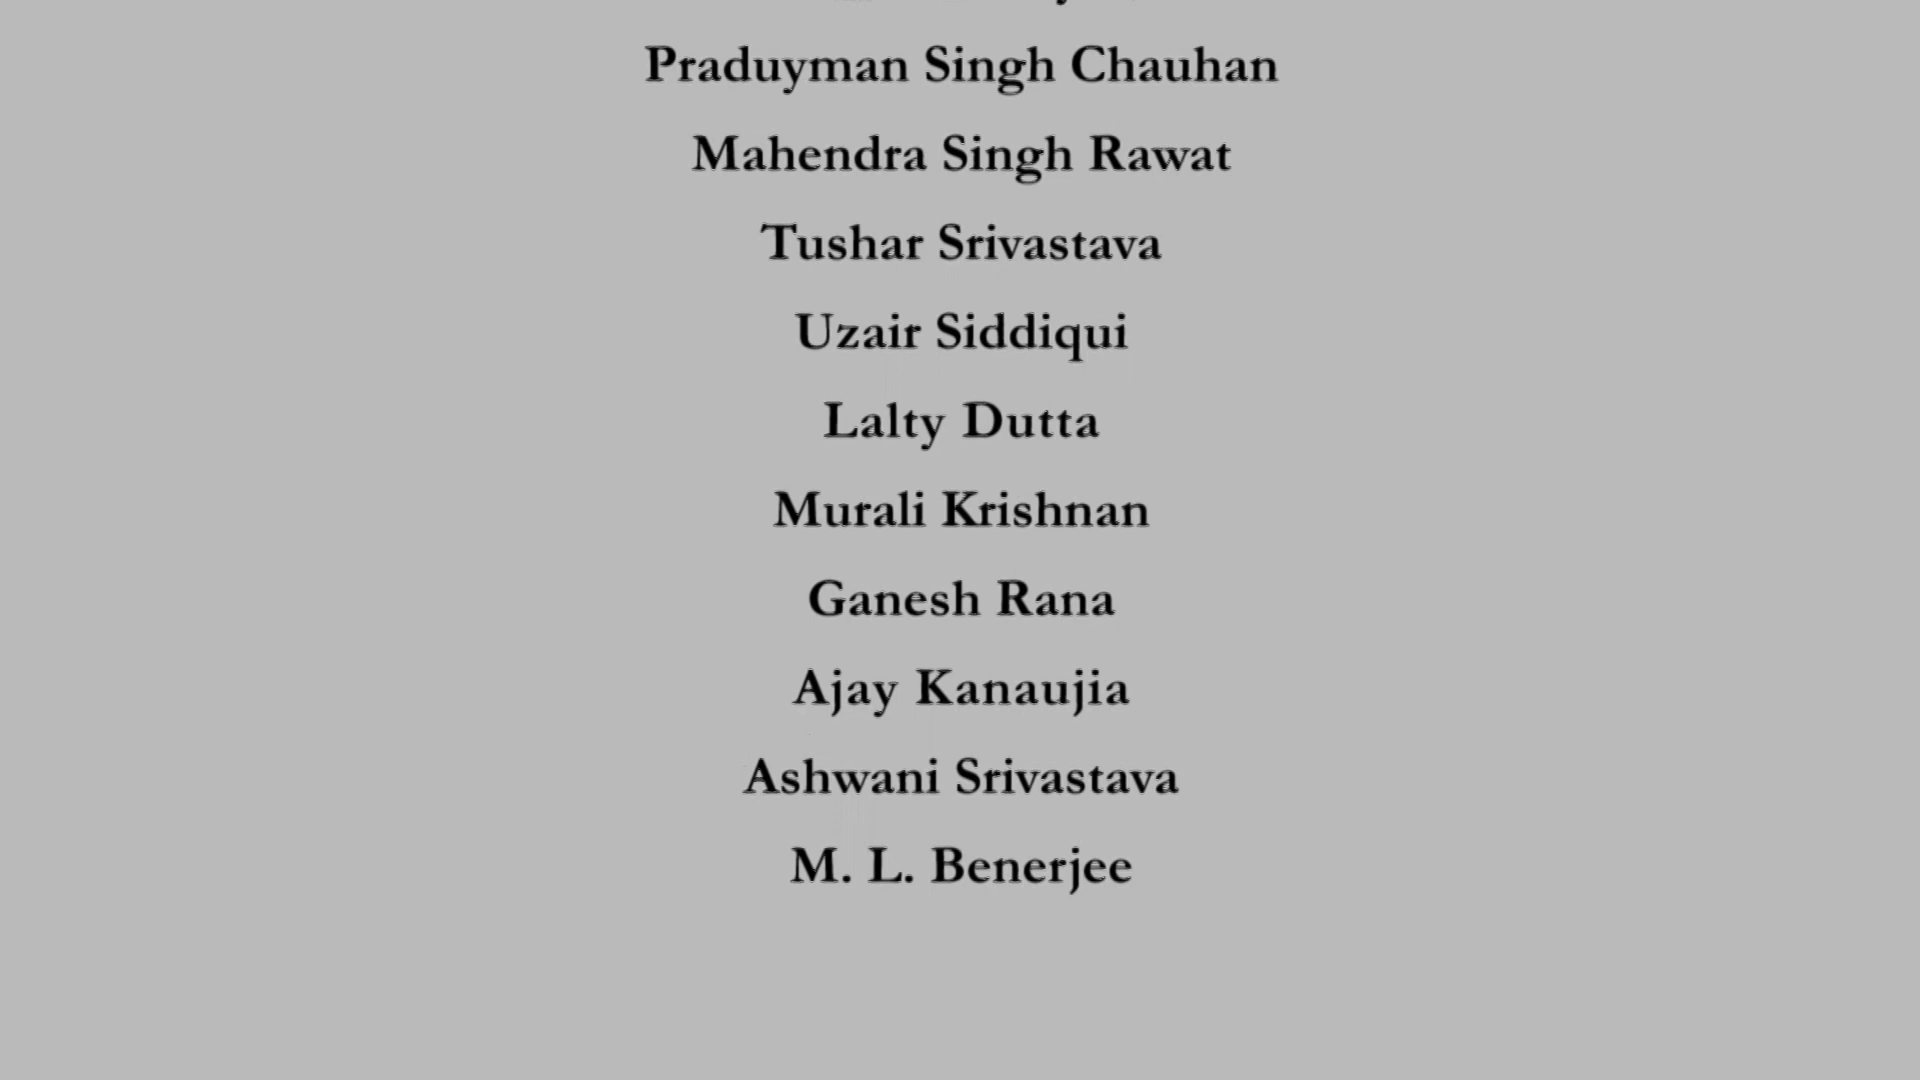 Praduyman Singh Chauhan
Mahendra Singh Rawat
Tushar Srivastava
Uzair Siddiqui
Lalty Dutta
Murali Krishnan
Ganesh Rana
Ajay Kanaujia
Ashwani Srivastava
M. L. Benerjee